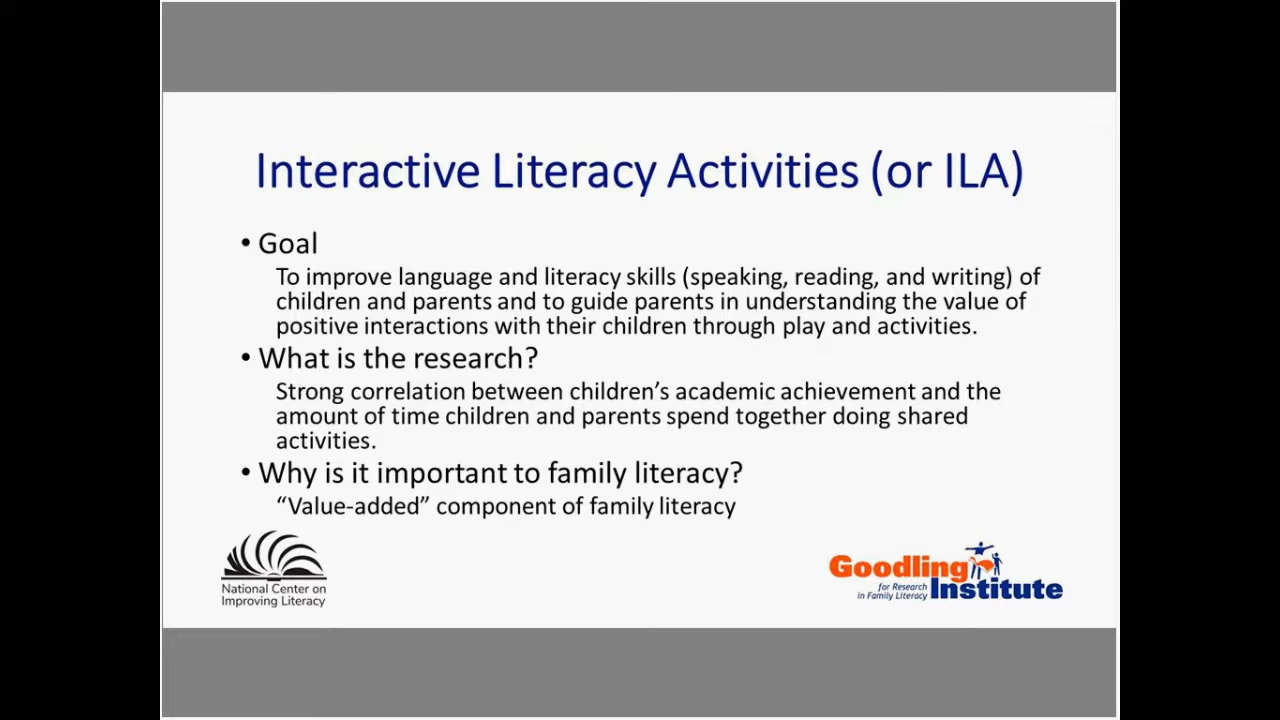 Interactive Literacy Activities (or ILA)
• Goal
To improve language and literacy skills (speaking, reading, and writing) of
children and parents and to guide parents in understanding the value of
positive interactions with their children through play and activities.
• What is the research?
Strong correlation between children’s academic achievement and the
amount of time children and parents spend together doing shared
activities.
• Why is it important to family literacy?
“Value-added” component of family literacy
National Center on
Improving Literacy
Goodling
for Research
in Family Literacy
Institute